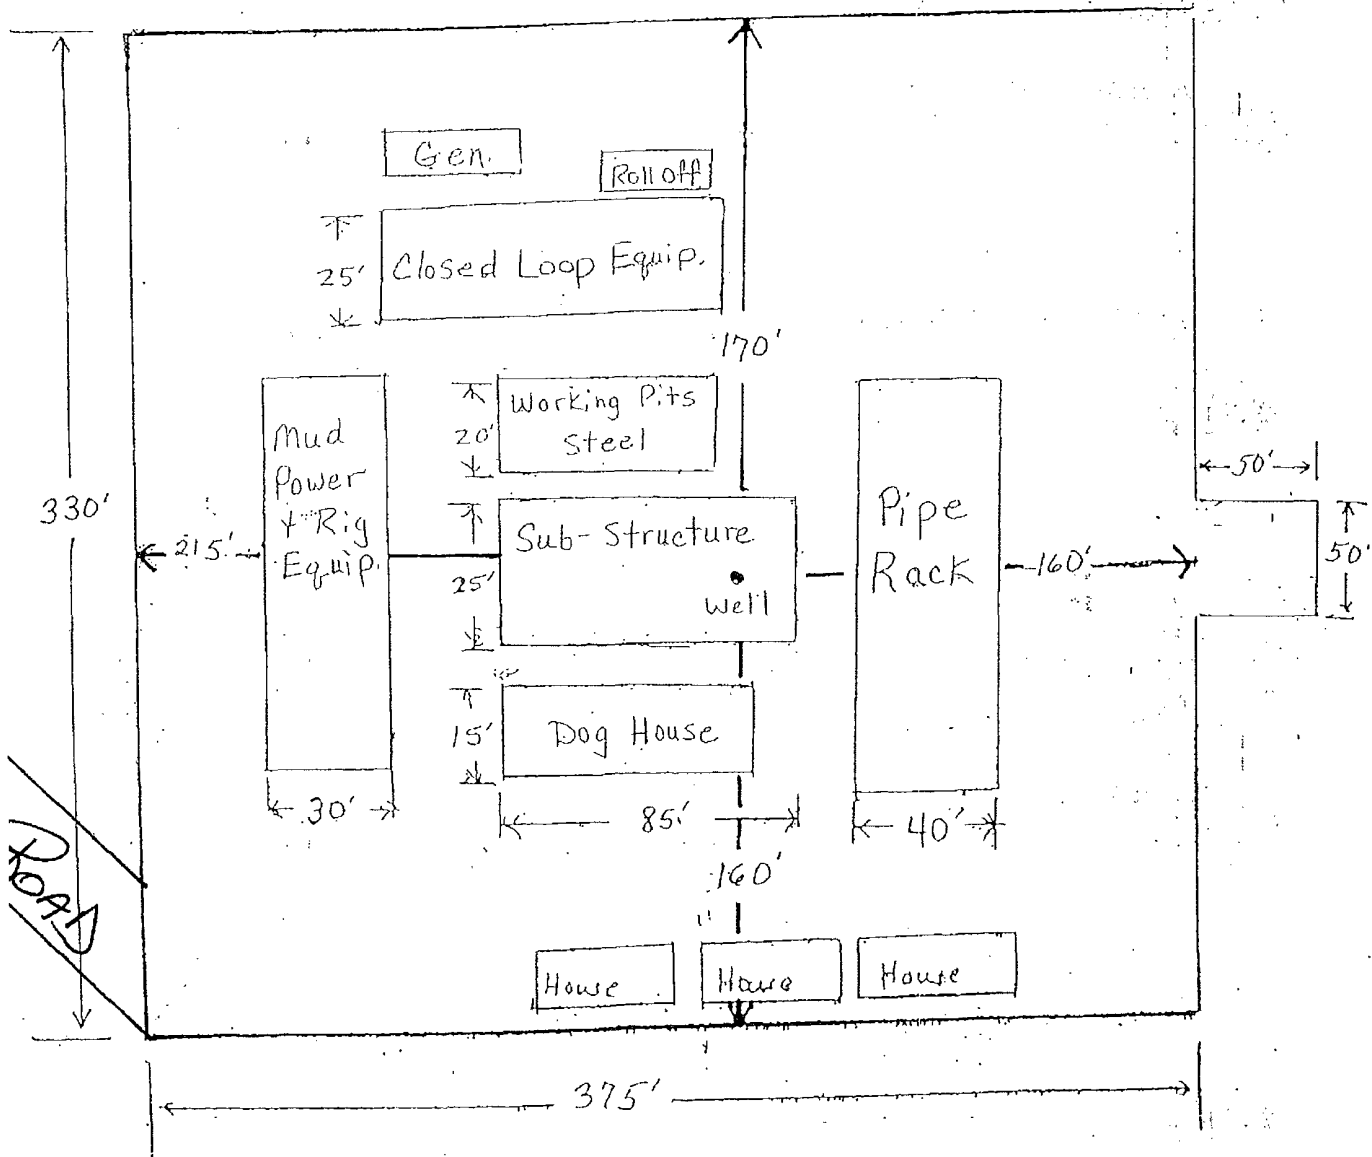 Gen.
Roll off
25'
Closed Loop Equip.
170'
Mud
Power
+ Rig
Equip.
20'
Working Pits
Steel
Pipe
Rack
50'
50'
330'
215'
25'
Sub-Structure
Well
160'
15'
Dog House
30'
85'
40'
ROAD
160'
House
House
House
375'